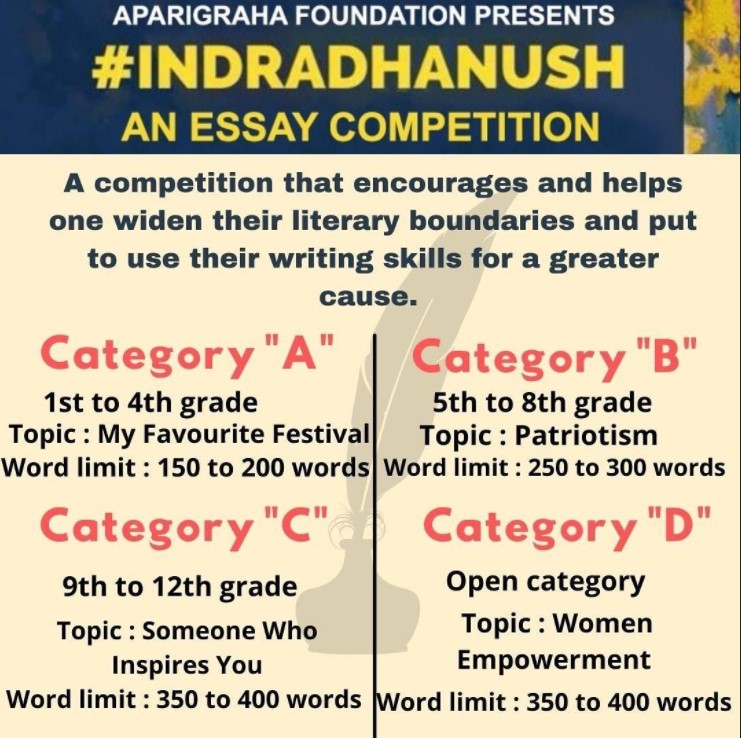 APARIGRAHA FOUNDATION PRESENTS
#INDRADHANUSH
AN ESSAY COMPETITION
A competition that encourages and helps
one widen their literary boundaries and put
to use their writing skills for a greater
cause.
Category "A"
1st to 4th grade
Topic : My Favourite Festival
Word limit : 150 to 200 words
Category "B"
5th to 8th grade
Topic : Patriotism
Word limit : 250 to 300 words
Category "C"
9th to 12th grade
Topic : Someone Who
Inspires You
Word limit : 350 to 400 words
Category "D"
Open category
Topic : Women
Empowerment
Word limit : 350 to 400 words